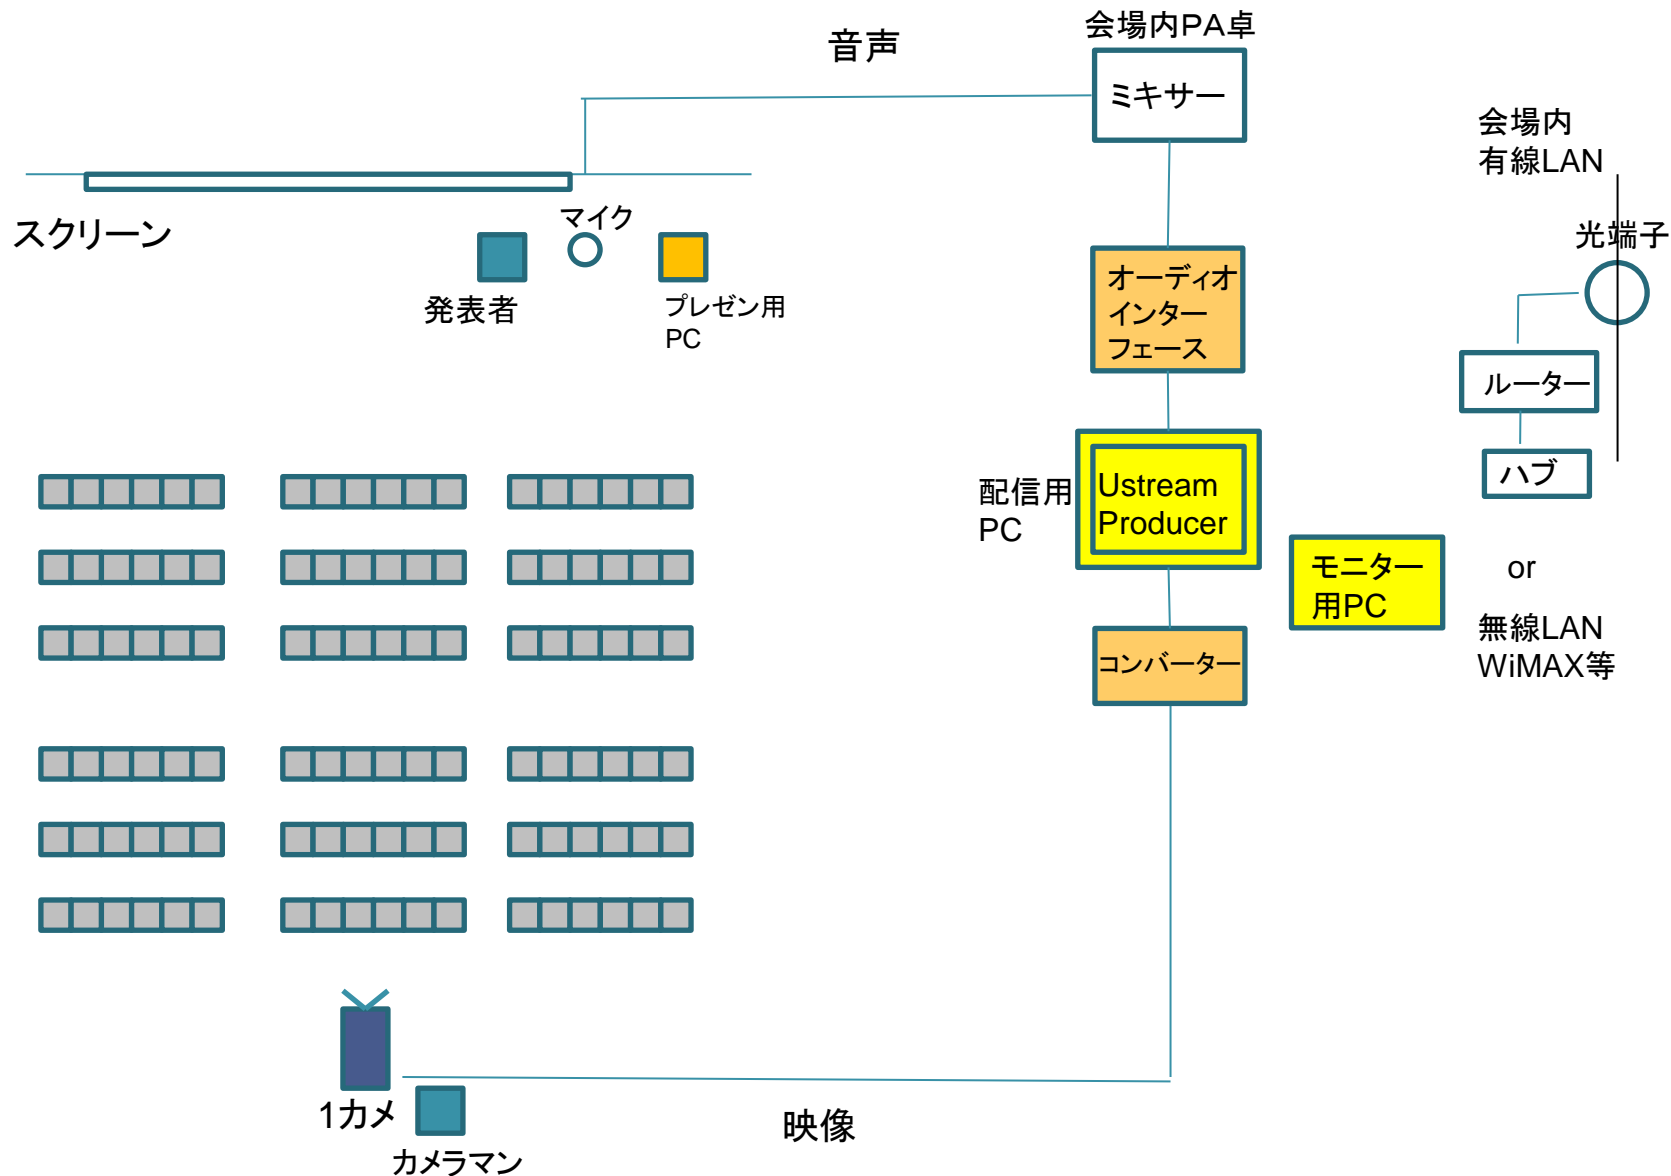 会場内PA卓
音声
ミキサー
会場内
有線LAN
スクリーン
マイク
光端子
発表者
プレゼン用
PC
オーディオ
インター
フェース
ルーター
ハブ
配信用
PC
Ustream
Producer
モニター
用PC
or
無線LAN
WiMAX等
コンバーター
1カメ
カメラマン
映像